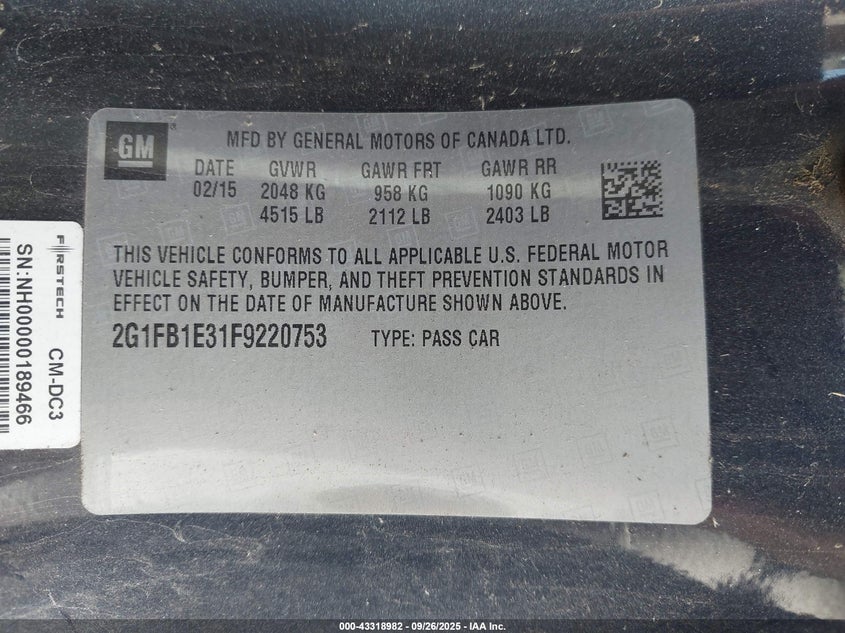 GM
MFD BY GENERAL MOTORS OF CANADA LTD.
DATE GVWR GAWR FRT GAWR RR
02/15 2048 KG 958 KG 1090 KG
4515 LB 2112 LB 2403 LB
THIS VEHICLE CONFORMS TO ALL APPLICABLE U.S. FEDERAL MOTOR
VEHICLE SAFETY, BUMPER, AND THEFT PREVENTION STANDARDS IN
EFFECT ON THE DATE OF MANUFACTURE SHOWN ABOVE.
2G1FB1E31F9220753 TYPE: PASS CAR
FIRSTECH CM-DC3
SN:NH00000189466
000-43318982 - 09/26/2025 - IAA Inc.